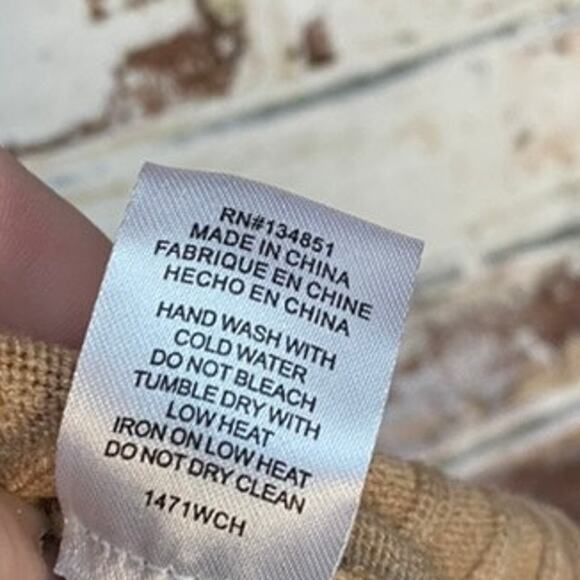 RN#134851
MADE IN CHINA
FABRIQUE EN CHINE
HECHO EN CHINA
HAND WASH WITH
COLD WATER
DO NOT BLEACH
TUMBLE DRY WITH
LOW HEAT
IRON ON LOW HEAT
DO NOT DRY CLEAN
1471WCH